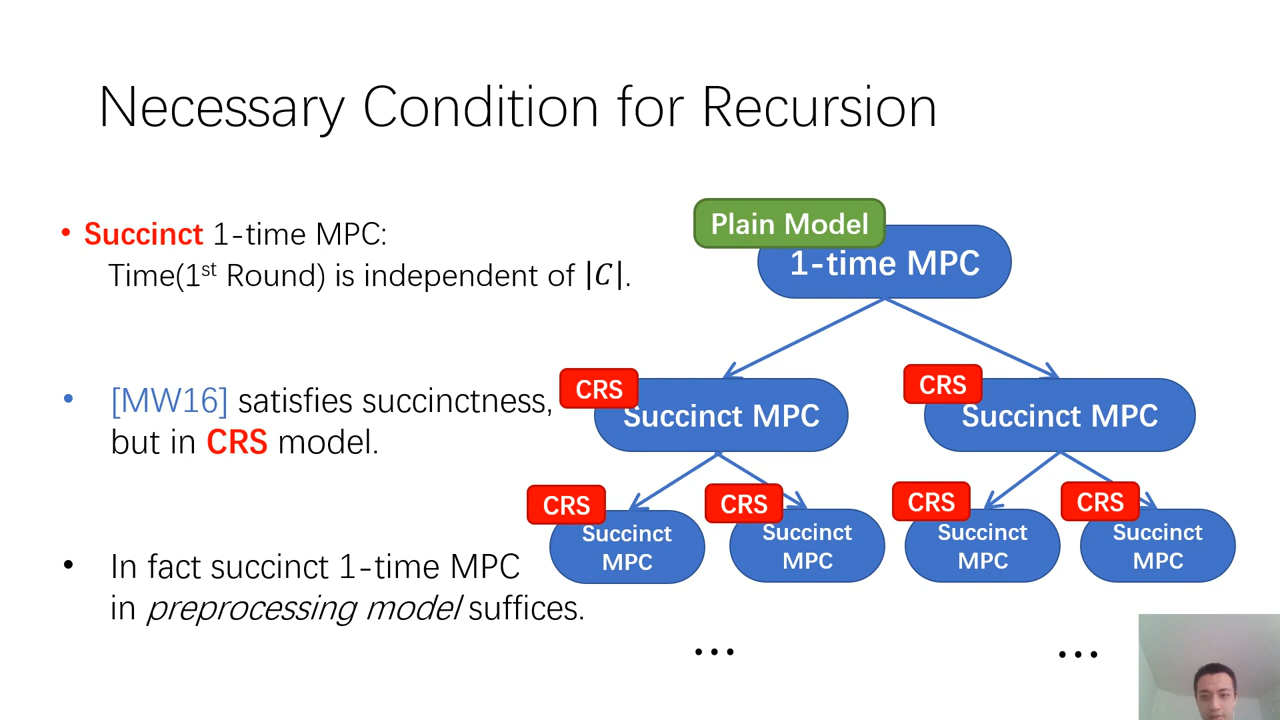 Necessary Condition for Recursion
• Succinct 1-time MPC:
Time(1st Round) is independent of |C|.
• [MW16] satisfies succinctness,
but in CRS model.
• In fact succinct 1-time MPC
in preprocessing model suffices.
Plain Model
1-time MPC
CRS
Succinct MPC
CRS
Succinct MPC
CRS
Succinct
MPC
CRS
Succinct
MPC
CRS
Succinct
MPC
CRS
Succinct
MPC
...
...